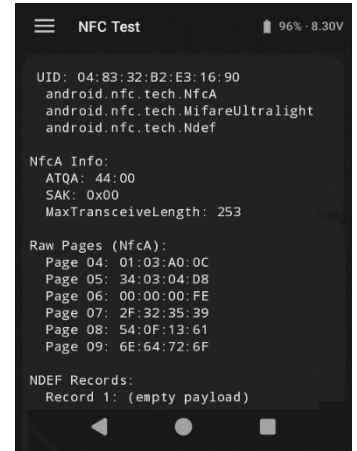 NFC Test
96% · 8.30V
UID: 04:83:32:B2:E3:16:90
android.nfc.tech.NfcA
android.nfc.tech.MifareUltralight
android.nfc.tech.Ndef
NfcA Info:
ATQA: 44:00
SAK: 0x00
MaxTransceiveLength: 253
Raw Pages (NfcA):
Page 04: 01:03:A0:0C
Page 05: 34:03:04:D8
Page 06: 00:00:00:FE
Page 07: 2F:32:35:39
Page 08: 54:0F:13:61
Page 09: 6E:64:72:6F
NDEF Records:
Record 1: (empty payload)